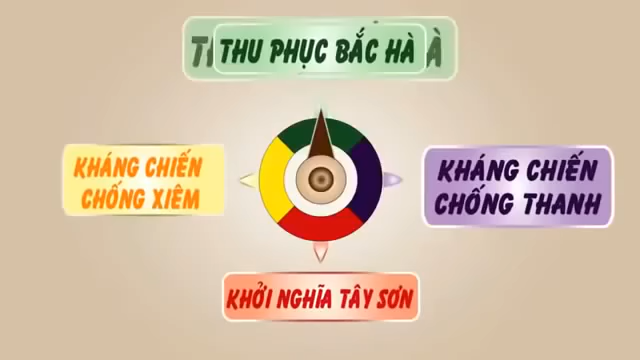 THU PHỤC BẮC HÀ
KHÁNG CHIẾN
CHỐNG XIÊM
KHÁNG CHIẾN
CHỐNG THANH
KHỞI NGHĨA TÂY SƠN